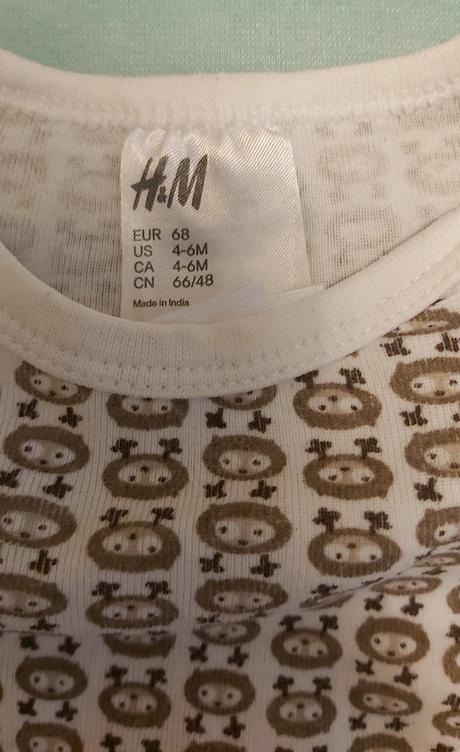 H&M
EUR 68
US 4-6M
CA 4-6M
CN 66/48
Made in India